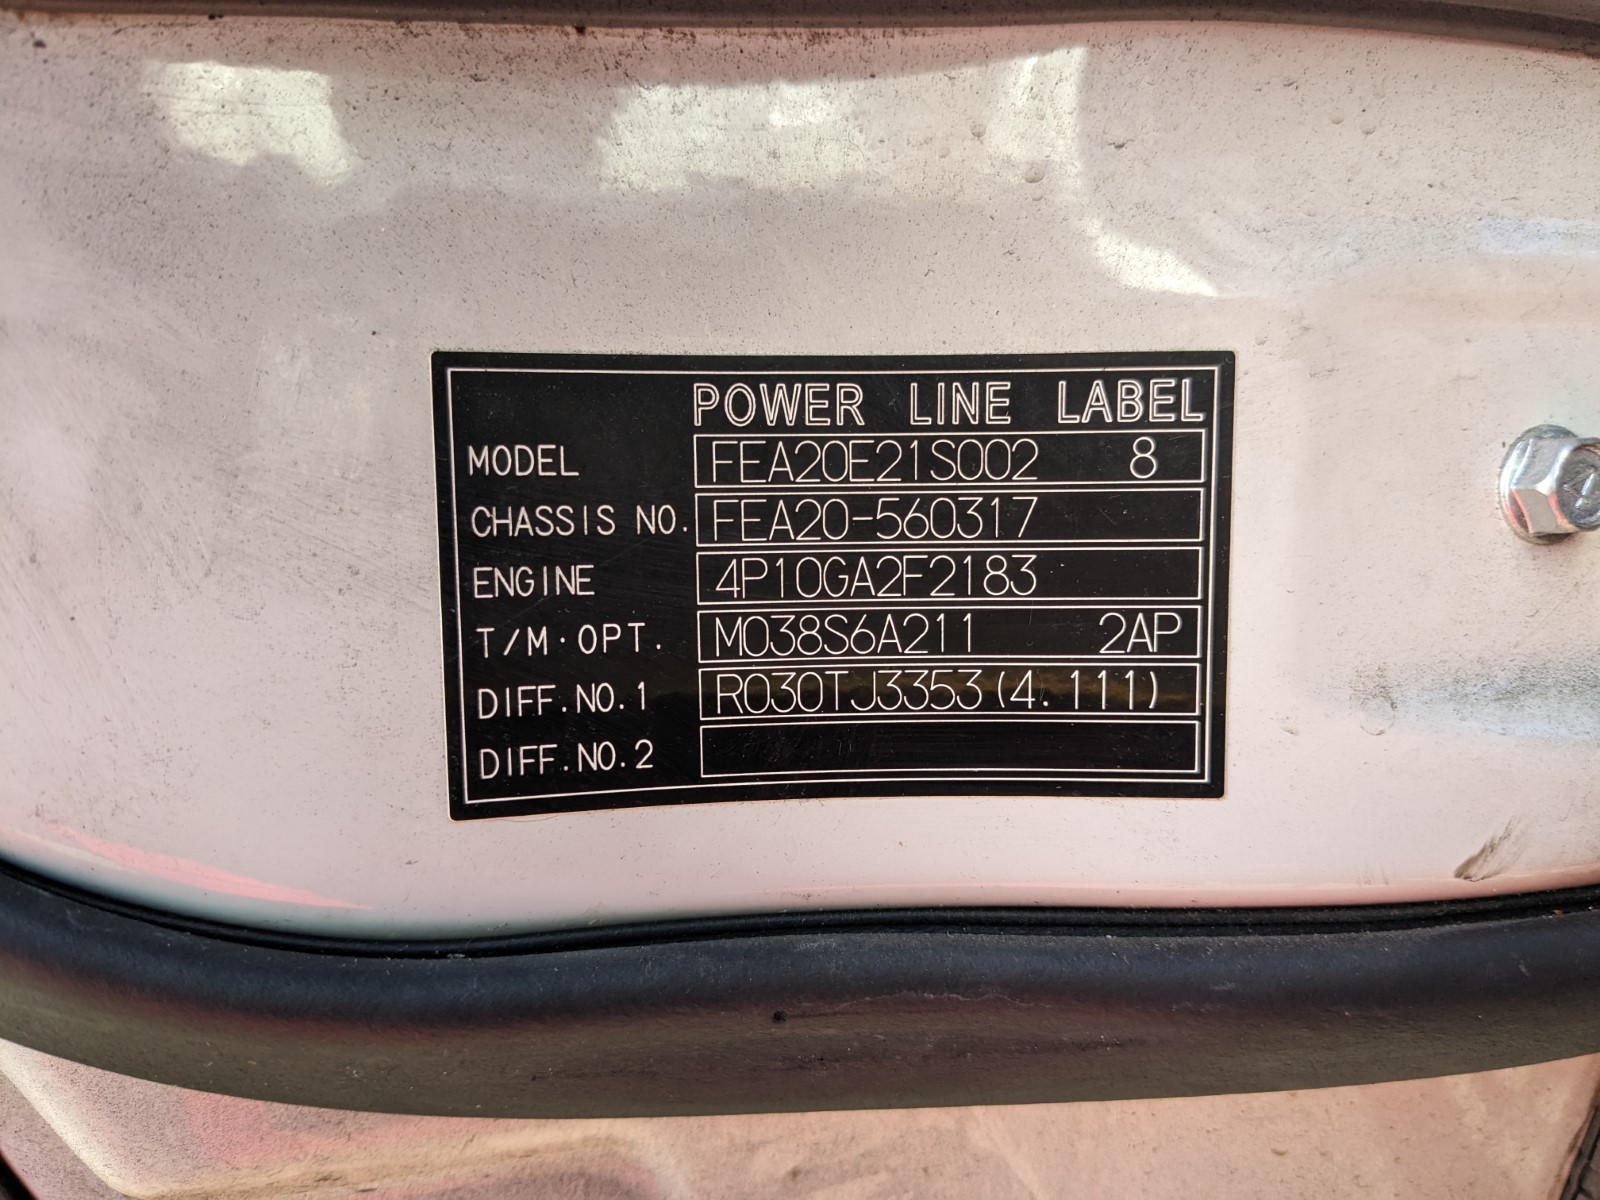 POWER LINE LABEL
MODEL FEA20E21S002 8
CHASSIS NO. FEA20-560317
ENGINE 4P10GA2F2183
T/M·OPT. M038S6A211 2AP
DIFF.NO.1 R030TJ3353(4.111)
DIFF.NO.2